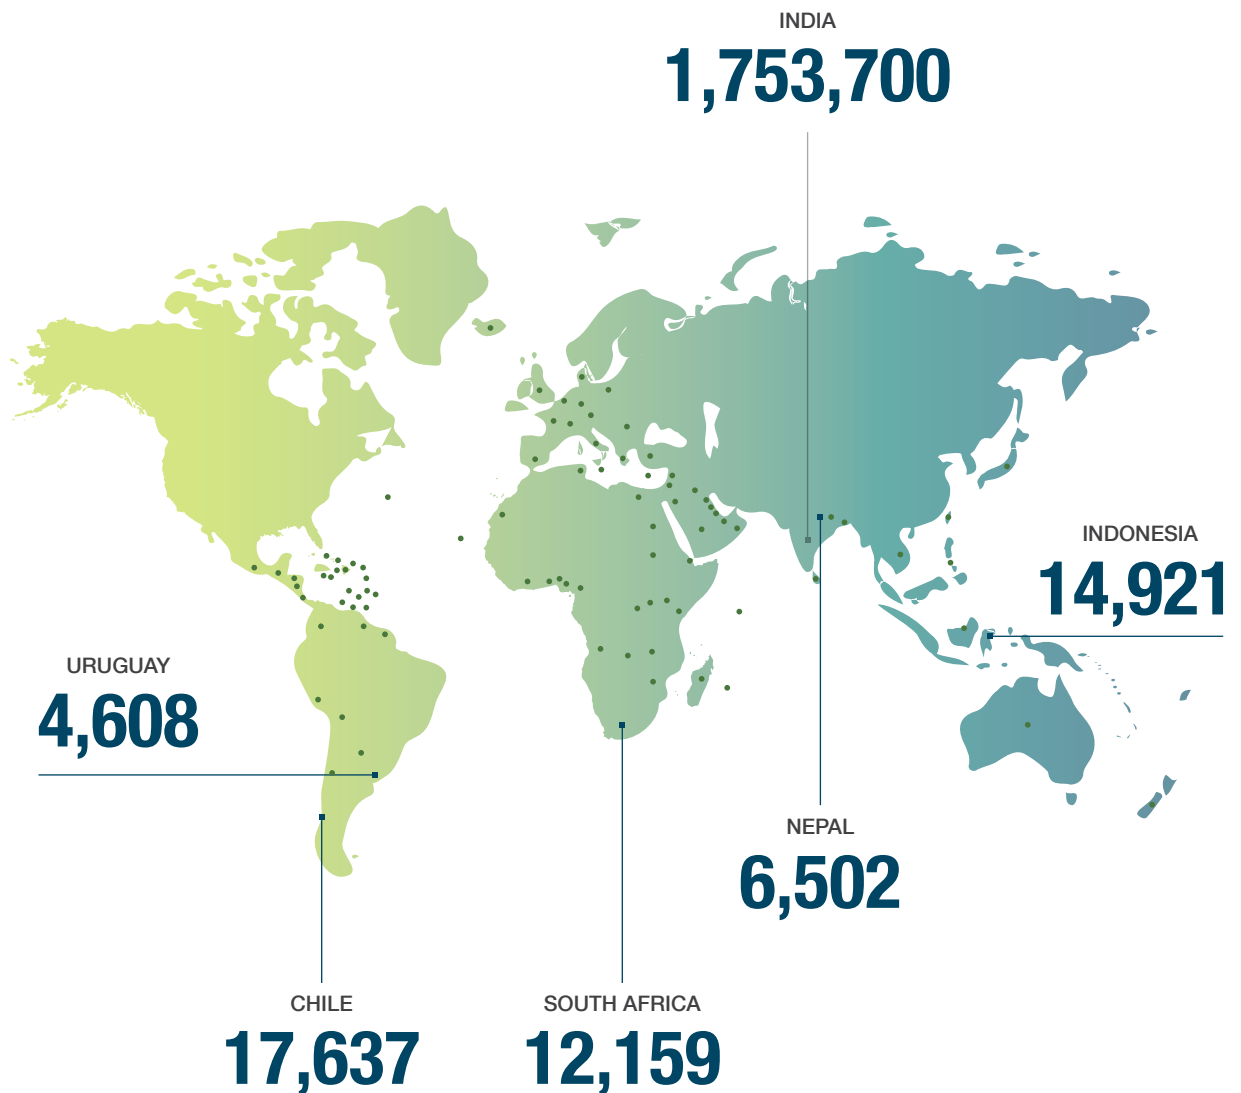 INDIA
1,753,700
INDONESIA
14,921
URUGUAY
4,608
NEPAL
6,502
CHILE
17,637
SOUTH AFRICA
12,159